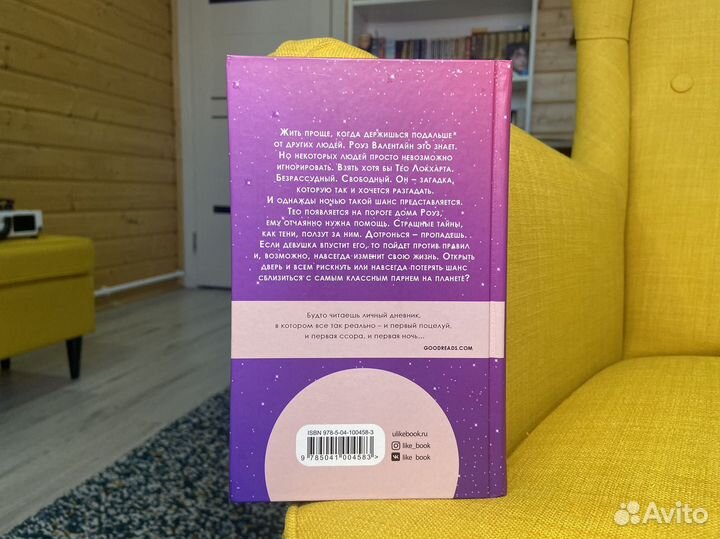 Жить проще, когда держишься подальше
от других людей. Роуз Валентайн это знает.
Но некоторых людей просто невозможно
игнорировать. Взять хотя бы Тео Локхарта.
Безрассудный. Свободный. Он – загадка,
которую так и хочется разгадать.
И однажды ночью такой шанс представляется.
Тео появляется на пороге дома Роуз,
ему отчаянно нужна помощь. Страшные тайны,
как тени, ползут за ним. Дотронься – пропадешь.
Если девушка впустит его, то пойдет против правил
и, возможно, навсегда изменит свою жизнь. Открыть
дверь и всем рискнуть или навсегда потерять шанс
сблизиться с самым классным парнем на планете?
Будто читаешь личный дневник,
в котором все так реально – и первый поцелуй,
и первая ссора, и первая ночь...
GOODREADS.COM
ISBN 978-5-04-100458-3
9 785041 004583 >
ulikebook.ru
like_book
like_book
Avito